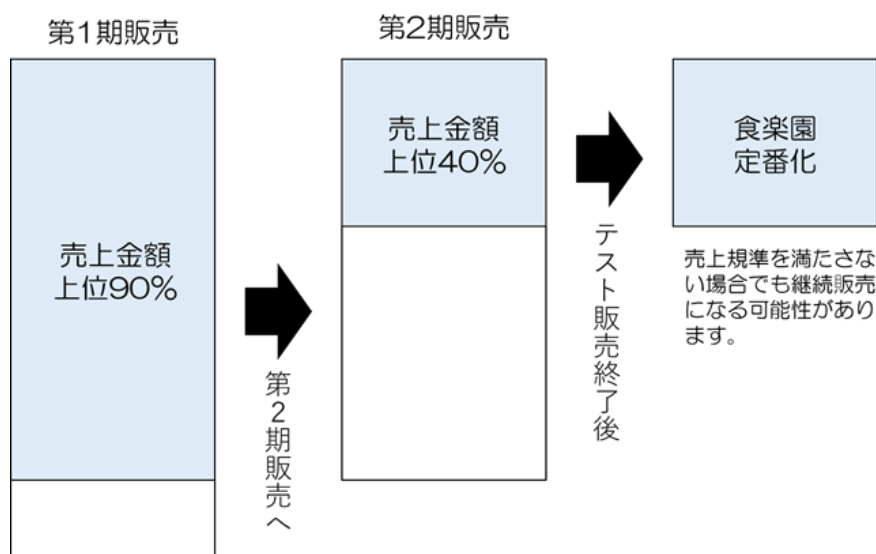 第1期販売
売上金額
上位90%
第2期販売へ
第2期販売
売上金額
上位40%
テスト販売終了後
食楽園
定番化
売上規準を満たさな
い場合でも継続販売
になる可能性があり
ます。